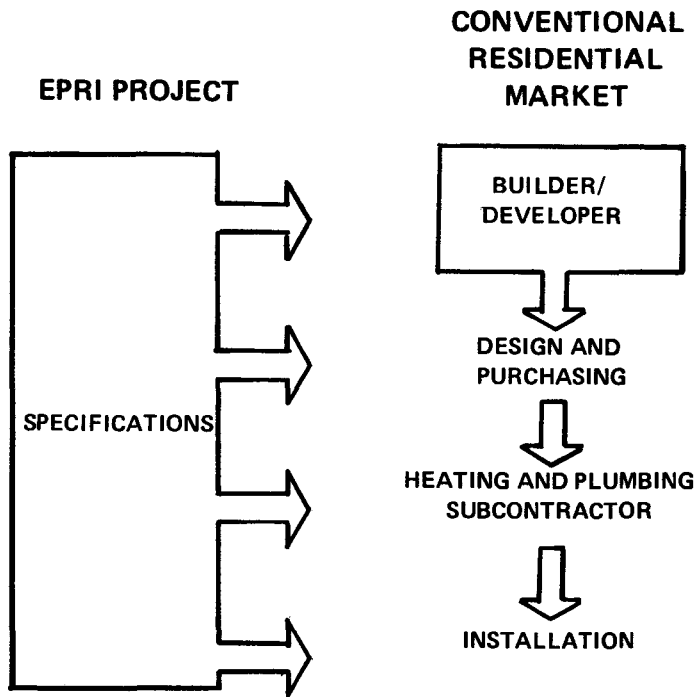 EPRI PROJECT
CONVENTIONAL
RESIDENTIAL
MARKET
SPECIFICATIONS
BUILDER/
DEVELOPER
DESIGN AND
PURCHASING
HEATING AND PLUMBING
SUBCONTRACTOR
INSTALLATION